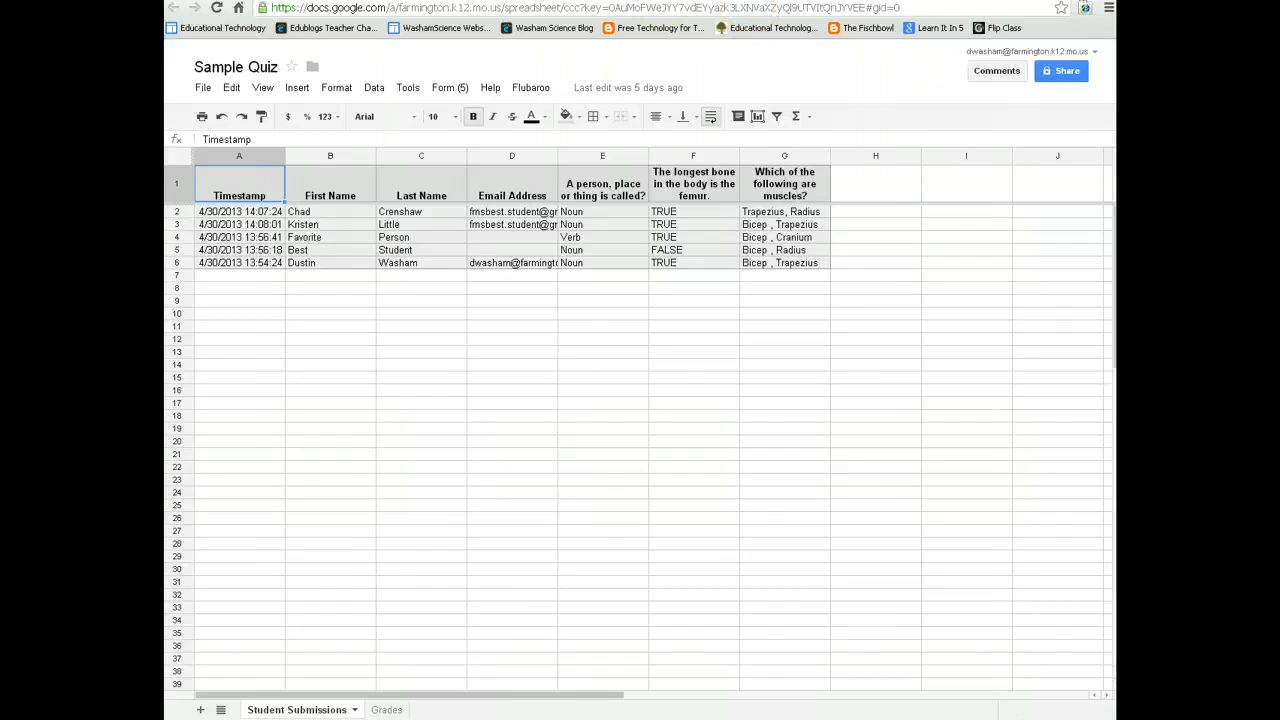 https://docs.google.com/a/farmington.k12.mo.us/spreadsheet/
Educational Technology Edublogs Teacher Cha... WashamScience Webs... Washam Science Blog Free Technology for T... Educational Technolog... The Fischbowl Learn It In 5 Flip Class
dwasham@farmington.k12.mo.us
Sample Quiz
Comments Share
File Edit View Insert Format Data Tools Form (5) Help Flubaroo Last edit was 5 days ago
$ % 123 Arial 10 B I S A Σ
fx Timestamp
A B C D E F G H I J
1 Timestamp First Name Last Name Email Address A person, place or thing is called? The longest bone in the body is the femur. Which of the following are muscles?
2 4/30/2013 14:07:24 Chad Crenshaw fmsbest.student@gr Noun TRUE Trapezius, Radius
3 4/30/2013 14:08:01 Kristen Little fmsbest.student@gr Noun TRUE Bicep , Trapezius
4 4/30/2013 13:56:41 Favorite Person Verb TRUE Bicep , Cranium
5 4/30/2013 13:56:18 Best Student Noun FALSE Bicep , Radius
6 4/30/2013 13:54:24 Dustin Washam dwasham@farmingto Noun TRUE Bicep , Trapezius
7
8
9
10
11
12
13
14
15
16
17
18
19
20
21
22
23
24
25
26
27
28
29
30
31
32
33
34
35
36
37
38
39
Student Submissions Grades